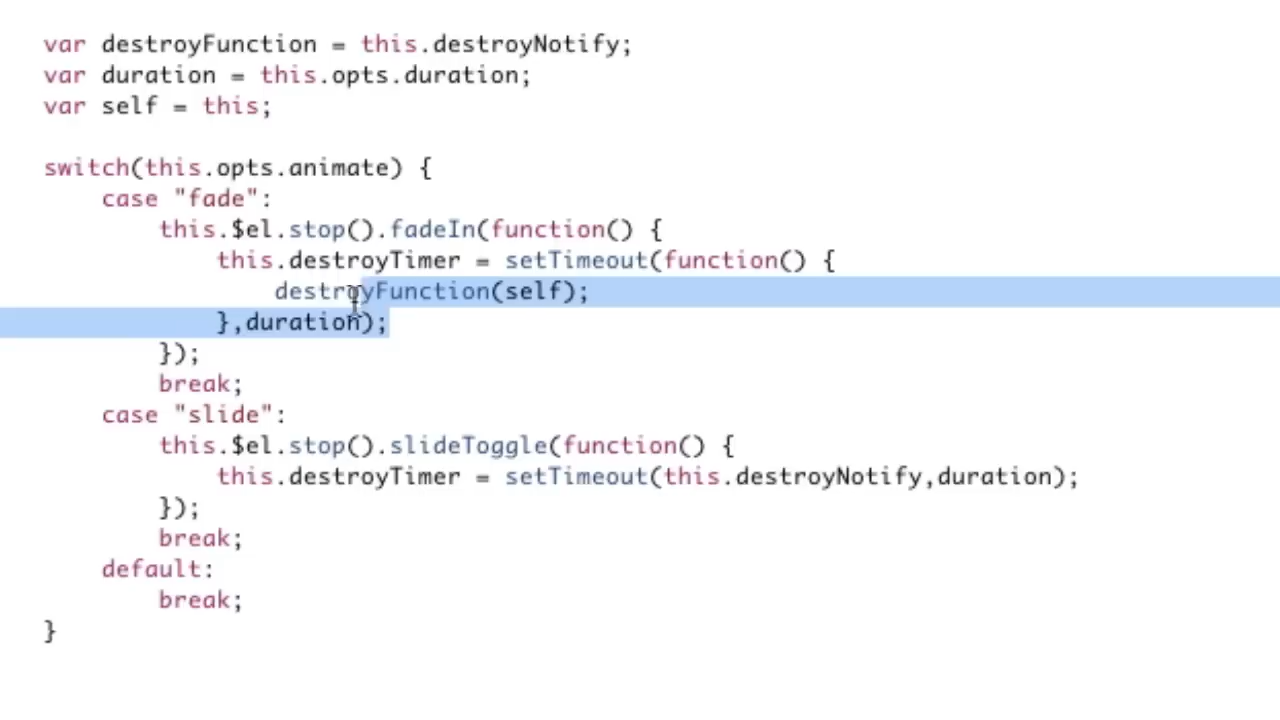 var destroyFunction = this.destroyNotify;
var duration = this.opts.duration;
var self = this;
switch(this.opts.animate) {
case "fade":
this.$el.stop().fadeIn(function() {
this.destroyTimer = setTimeout(function() {
destroyFunction(self);
},duration);
});
break;
case "slide":
this.$el.stop().slideToggle(function() {
this.destroyTimer = setTimeout(this.destroyNotify,duration);
});
break;
default:
break;
}